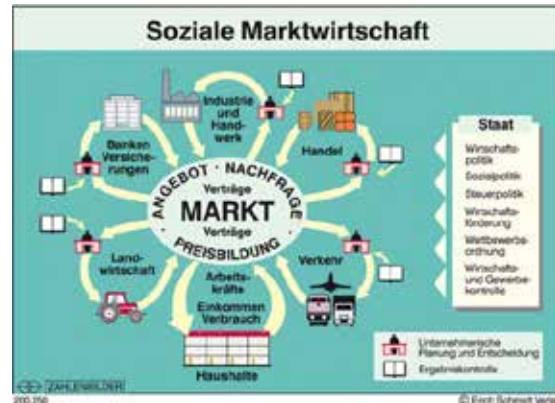 Soziale Marktwirtschaft
Industrie
und
Hand-
werk
Banken
Versiche-
rungen
Handel
ANGEBOT · NACHFRAGE
Verträge
MARKT
Verträge
· PREISBILDUNG ·
Land-
wirtschaft
Arbeits-
kräfte
Einkommen
Verbrauch
Haushalte
Verkehr
Staat
Wirtschafts-
politik
Sozialpolitik
Steuerpolitik
Wirtschafts-
förderung
Wettbewerbs-
ordnung
Wirtschafts-
und Gewerbe-
kontrolle
Unternehmerische
Planung und Entscheidung
Ergebniskontrolle
ZAHLENBILDER
200 250
© Erich Schmidt Verlag